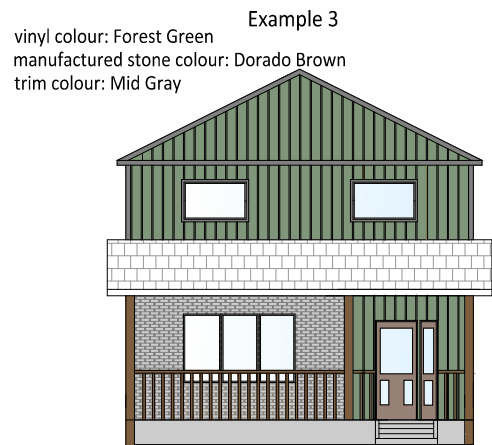 Example 3
vinyl colour: Forest Green
manufactured stone colour: Dorado Brown
trim colour: Mid Gray